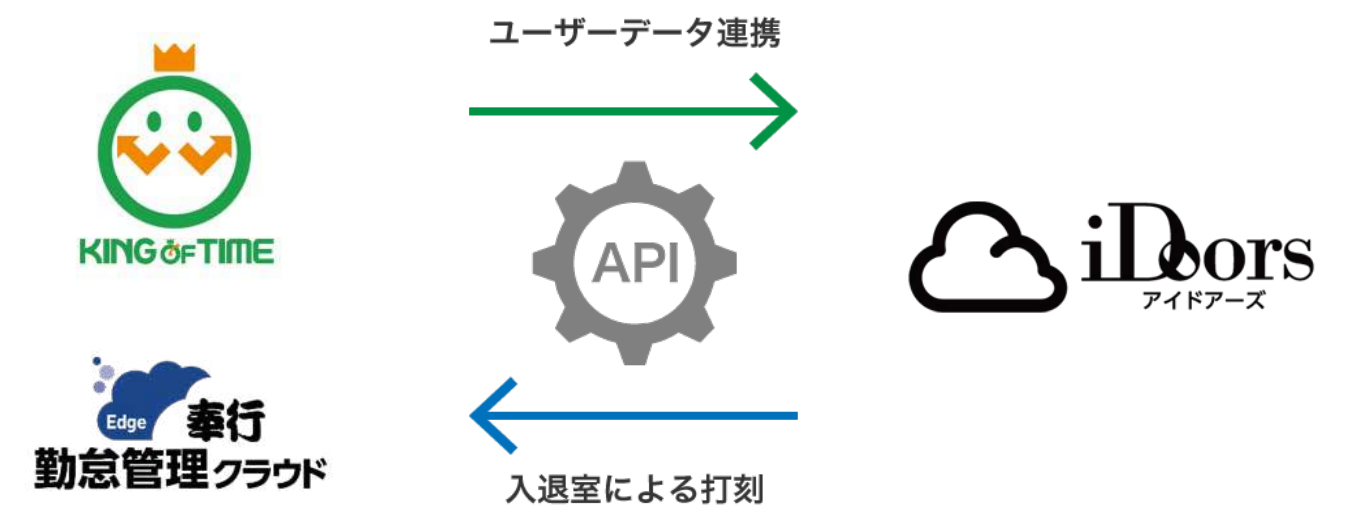 ユーザーデータ連携
KING OF TIME
API
iDoors
アイドアーズ
Edge 奉行
勤怠管理クラウド
入退室による打刻